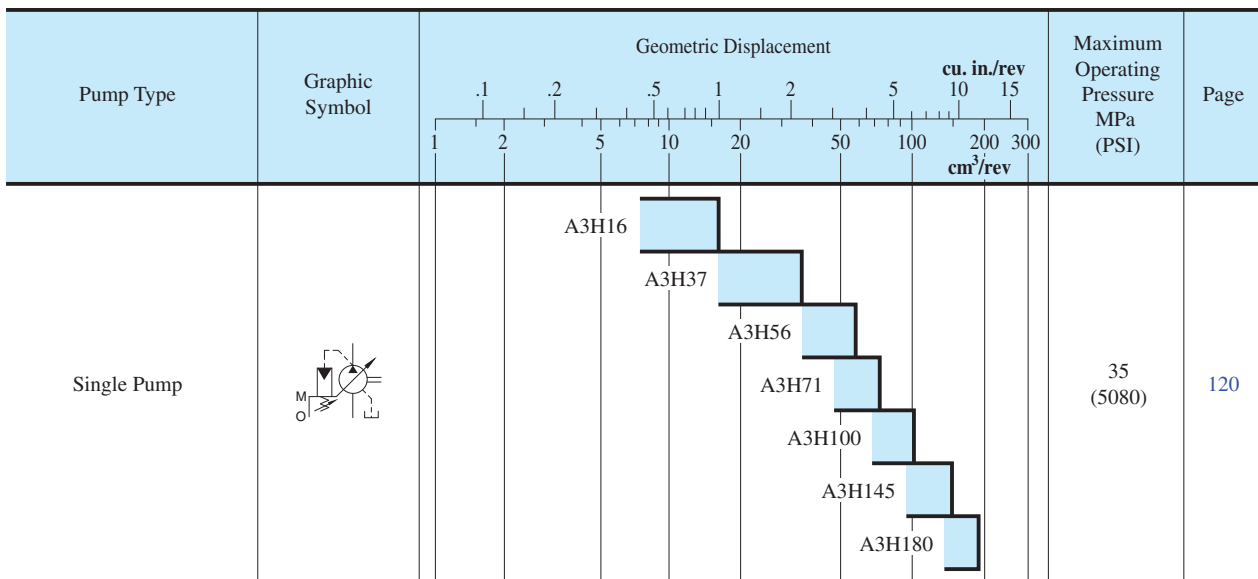 Pump Type
Graphic
Symbol
Geometric Displacement
cu. in./rev
.1 .2 .5 1 2 5 10 15
1 2 5 10 20 50 100 200 300
cm³/rev
Maximum
Operating
Pressure
MPa
(PSI)
Page
Single Pump
M
O
A3H16
A3H37
A3H56
A3H71
A3H100
A3H145
A3H180
35
(5080)
120